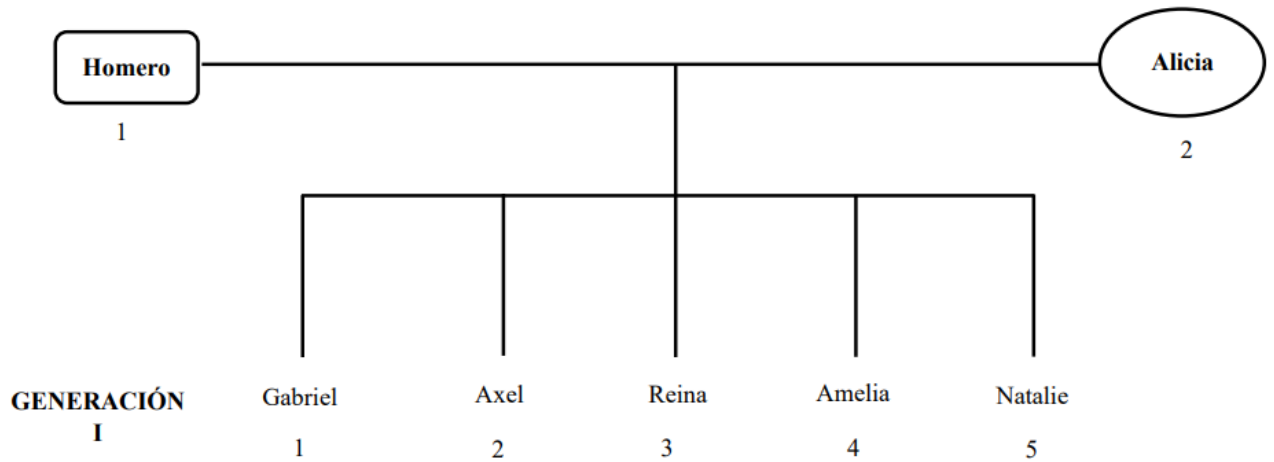 Homero
Alicia
1
2
GENERACIÓN
I
Gabriel
Axel
Reina
Amelia
Natalie
1
2
3
4
5